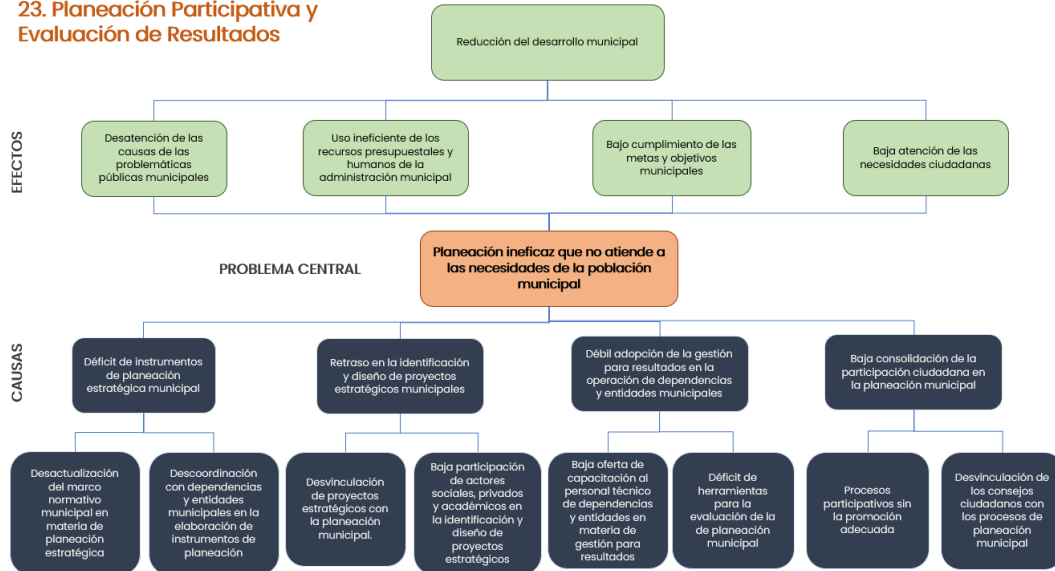 23. Planeación Participativa y
Evaluación de Resultados
Reducción del desarrollo municipal
EFECTOS
Desatención de las
causas de las
problemáticas
públicas municipales
Uso ineficiente de los
recursos presupuestales y
humanos de la
administración municipal
Bajo cumplimiento de las
metas y objetivos
municipales
Baja atención de las
necesidades ciudadanas
PROBLEMA CENTRAL
Planeación ineficaz que no atiende a
las necesidades de la población
municipal
CAUSAS
Déficit de instrumentos
de planeación
estratégica municipal
Retraso en la identificación
y diseño de proyectos
estratégicos municipales
Débil adopción de la gestión
para resultados en la
operación de dependencias
y entidades municipales
Baja consolidación de la
participación ciudadana en
la planeación municipal
Desactualización
del marco
normativo
municipal en
materia de
planeación
estratégica
Descoordinación
con dependencias
y entidades
municipales en la
elaboración de
instrumentos de
planeación
Desvinculación
de proyectos
estratégicos con
la planeación
municipal.
Baja participación
de actores
sociales, privados
y académicos en
la identificación y
diseño de
proyectos
estratégicos
Baja oferta de
capacitación al
personal técnico
de dependencias
y entidades en
materia de
gestión para
resultados
Déficit de
herramientas
para la
evaluación de la
de planeación
municipal
Procesos
participativos sin
la promoción
adecuada
Desvinculación de
los consejos
ciudadanos con
los procesos de
planeación
municipal